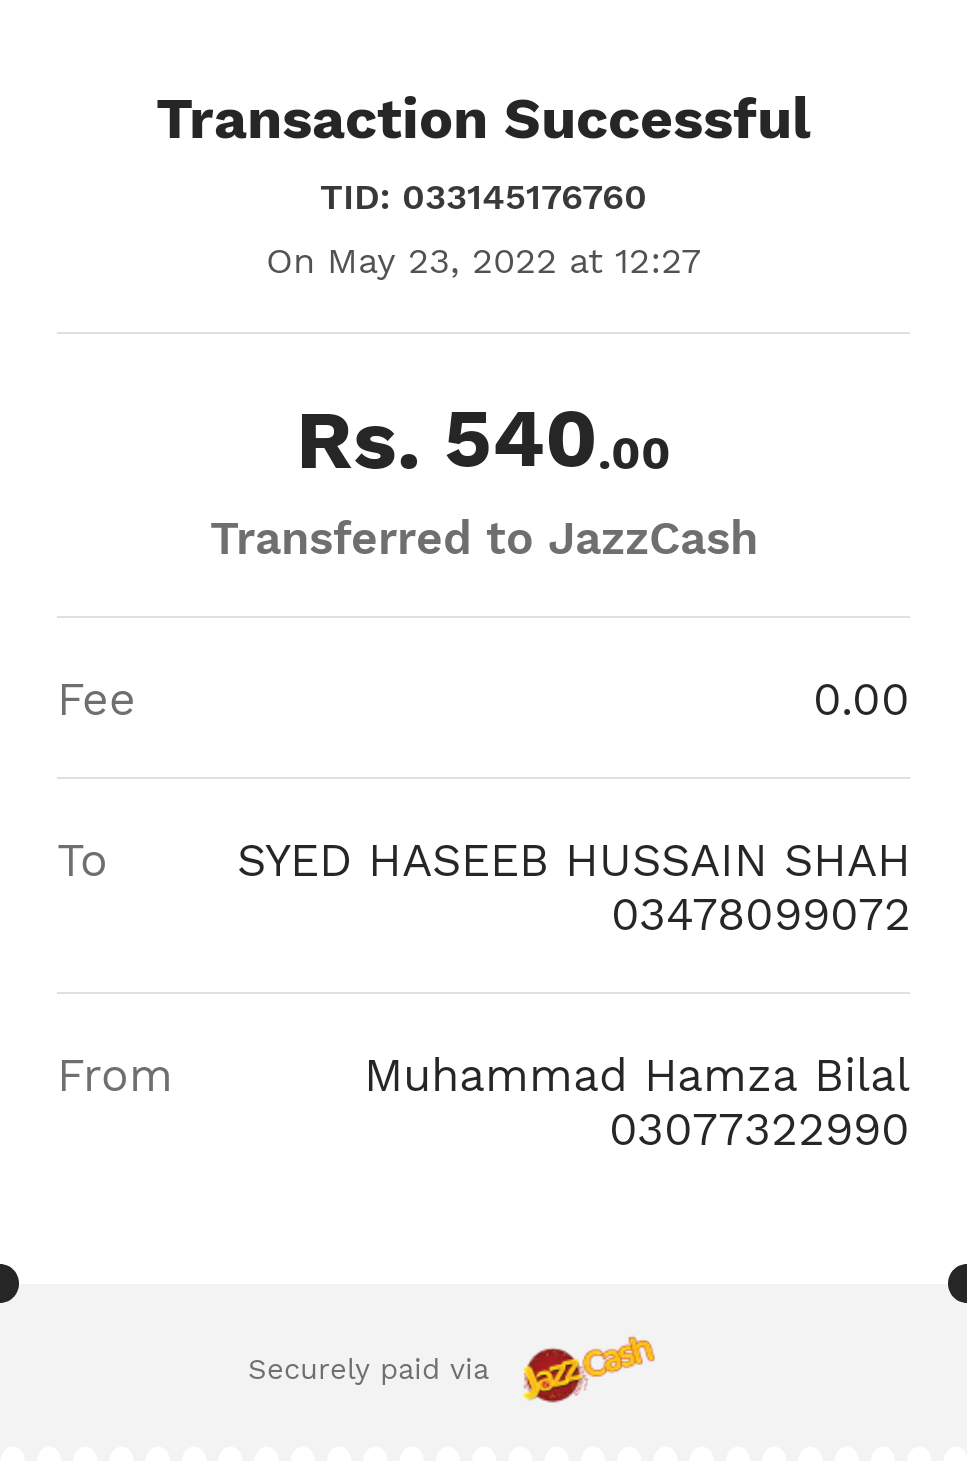 Transaction Successful
TID: 033145176760
On May 23, 2022 at 12:27
Rs. 540.00
Transferred to JazzCash
Fee 0.00
To SYED HASEEB HUSSAIN SHAH
03478099072
From Muhammad Hamza Bilal
03077322990
Securely paid via JazzCash